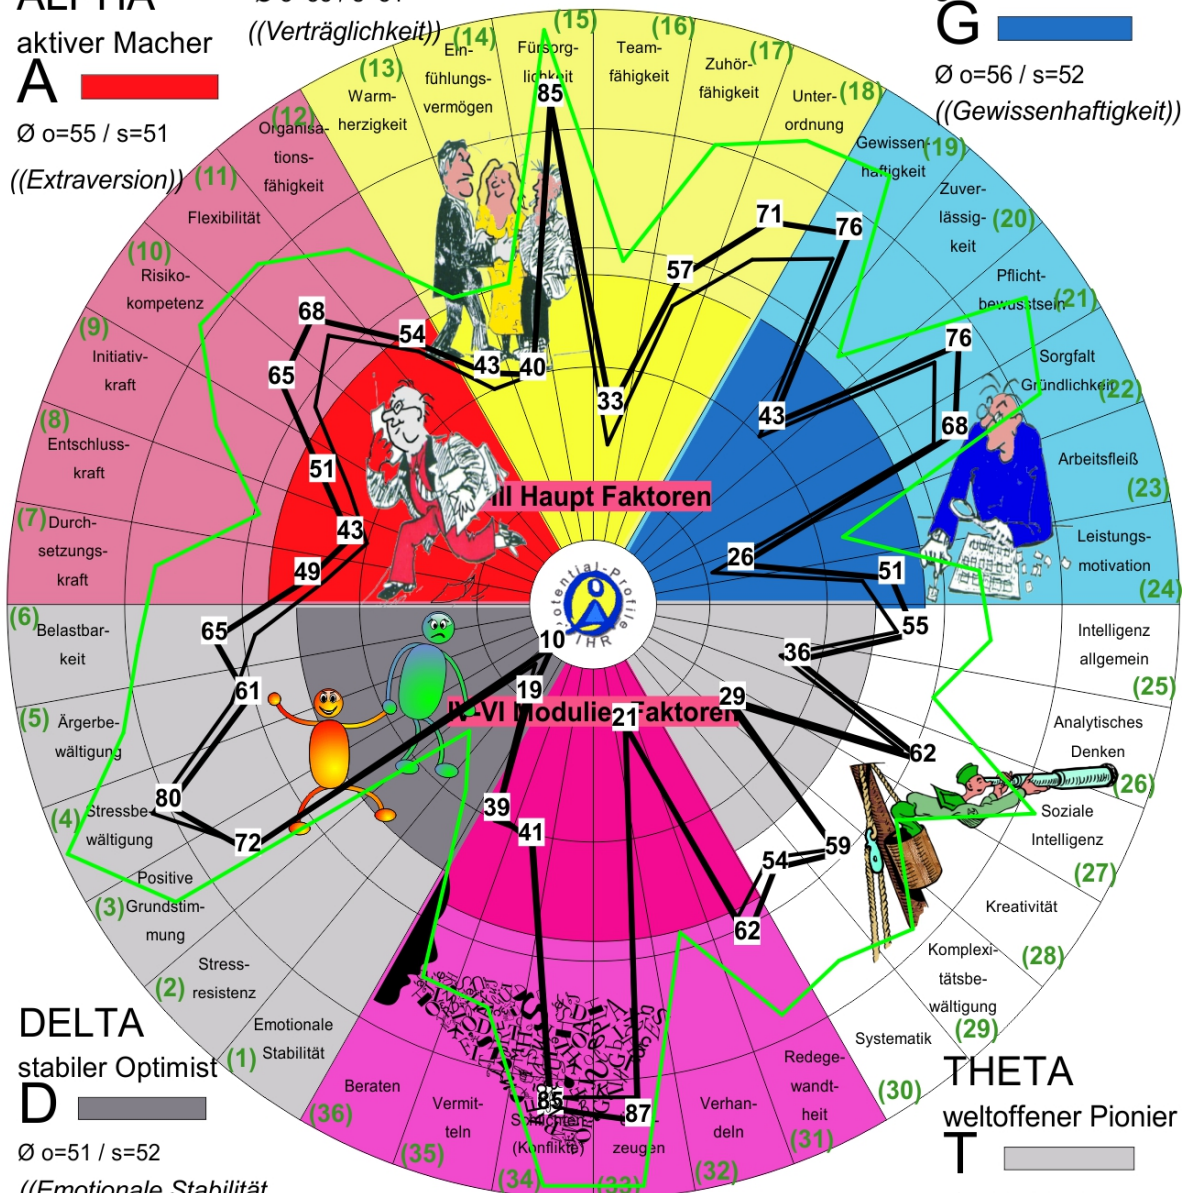 ALPHA
aktiver Macher
A
Ø o=55 / s=51
((Extraversion))
((Verträglichkeit))
G
Ø o=56 / s=52
((Gewissenhaftigkeit))
(12)
Organisa-
tions-
fähigkeit
(13)
Warm-
herzigkeit
(14)
Ein-
fühlungs-
vermögen
(15)
Fürsorg-
lichkeit
(16)
Team-
fähigkeit
(17)
Zuhör-
fähigkeit
(18)
Unter-
ordnung
(19)
Gewissen-
haftigkeit
(20)
Zuver-
lässig-
keit
(21)
Pflicht-
bewusstsein
(22)
Sorgfalt
Gründlichkeit
(23)
Arbeitsfleiß
(24)
Leistungs-
motivation
(11)
Flexibilität
(10)
Risiko-
kompetenz
(9)
Initiativ-
kraft
(8)
Entschluss-
kraft
(7)
Durch-
setzungs-
kraft
(6)
Belastbar-
keit
(5)
Ärgerbe-
wältigung
(4)
Stressbe
wältigung
(3)
Positive
Grundstim-
mung
(2)
Stress-
resistenz
(1)
Emotionale
Stabilität
85
71
76
57
68
54
65
43
40
33
43
76
68
51
43
49
26
51
III Haupt Faktoren
Potential-Profile
IHR
65
61
80
72
10
19
39
41
21
29
36
55
62
59
54
62
85
87
Intelligenz
allgemein
(25)
Analytisches
Denken
(26)
Soziale
Intelligenz
(27)
Kreativität
(28)
Komplexi-
tätsbe-
wältigung
(29)
Systematik
(30)
Redege-
wandt-
heit
(31)
Verhan-
deln
(32)
zeugen
(33)
Schlichten
(Konflikte)
(34)
Vermit-
teln
(35)
Beraten
(36)
DELTA
stabiler Optimist
D
Ø o=51 / s=52
((Emotionale Stabilität
THETA
weltoffener Pionier
T